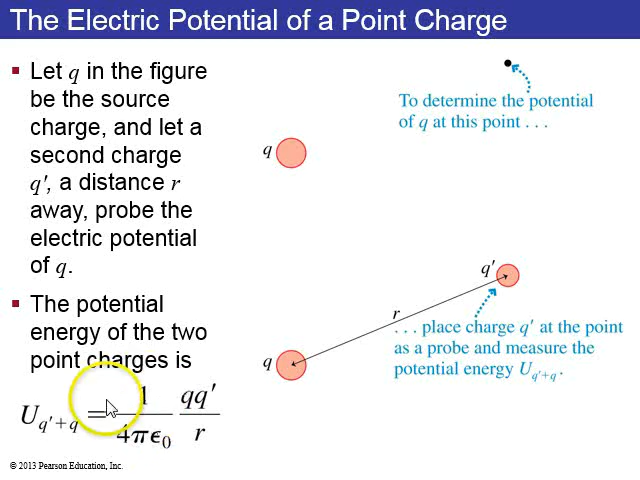 The Electric Potential of a Point Charge
▪ Let q in the figure
be the source
charge, and let a
second charge
q′, a distance r
away, probe the
electric potential
of q.
▪ The potential
energy of the two
point charges is
U_{q′+q} = 1/(4πϵ₀) qq′/r
To determine the potential
of q at this point . . .
q
q′
r
. . . place charge q′ at the point
as a probe and measure the
potential energy U_{q′+q}.
q
© 2013 Pearson Education, Inc.